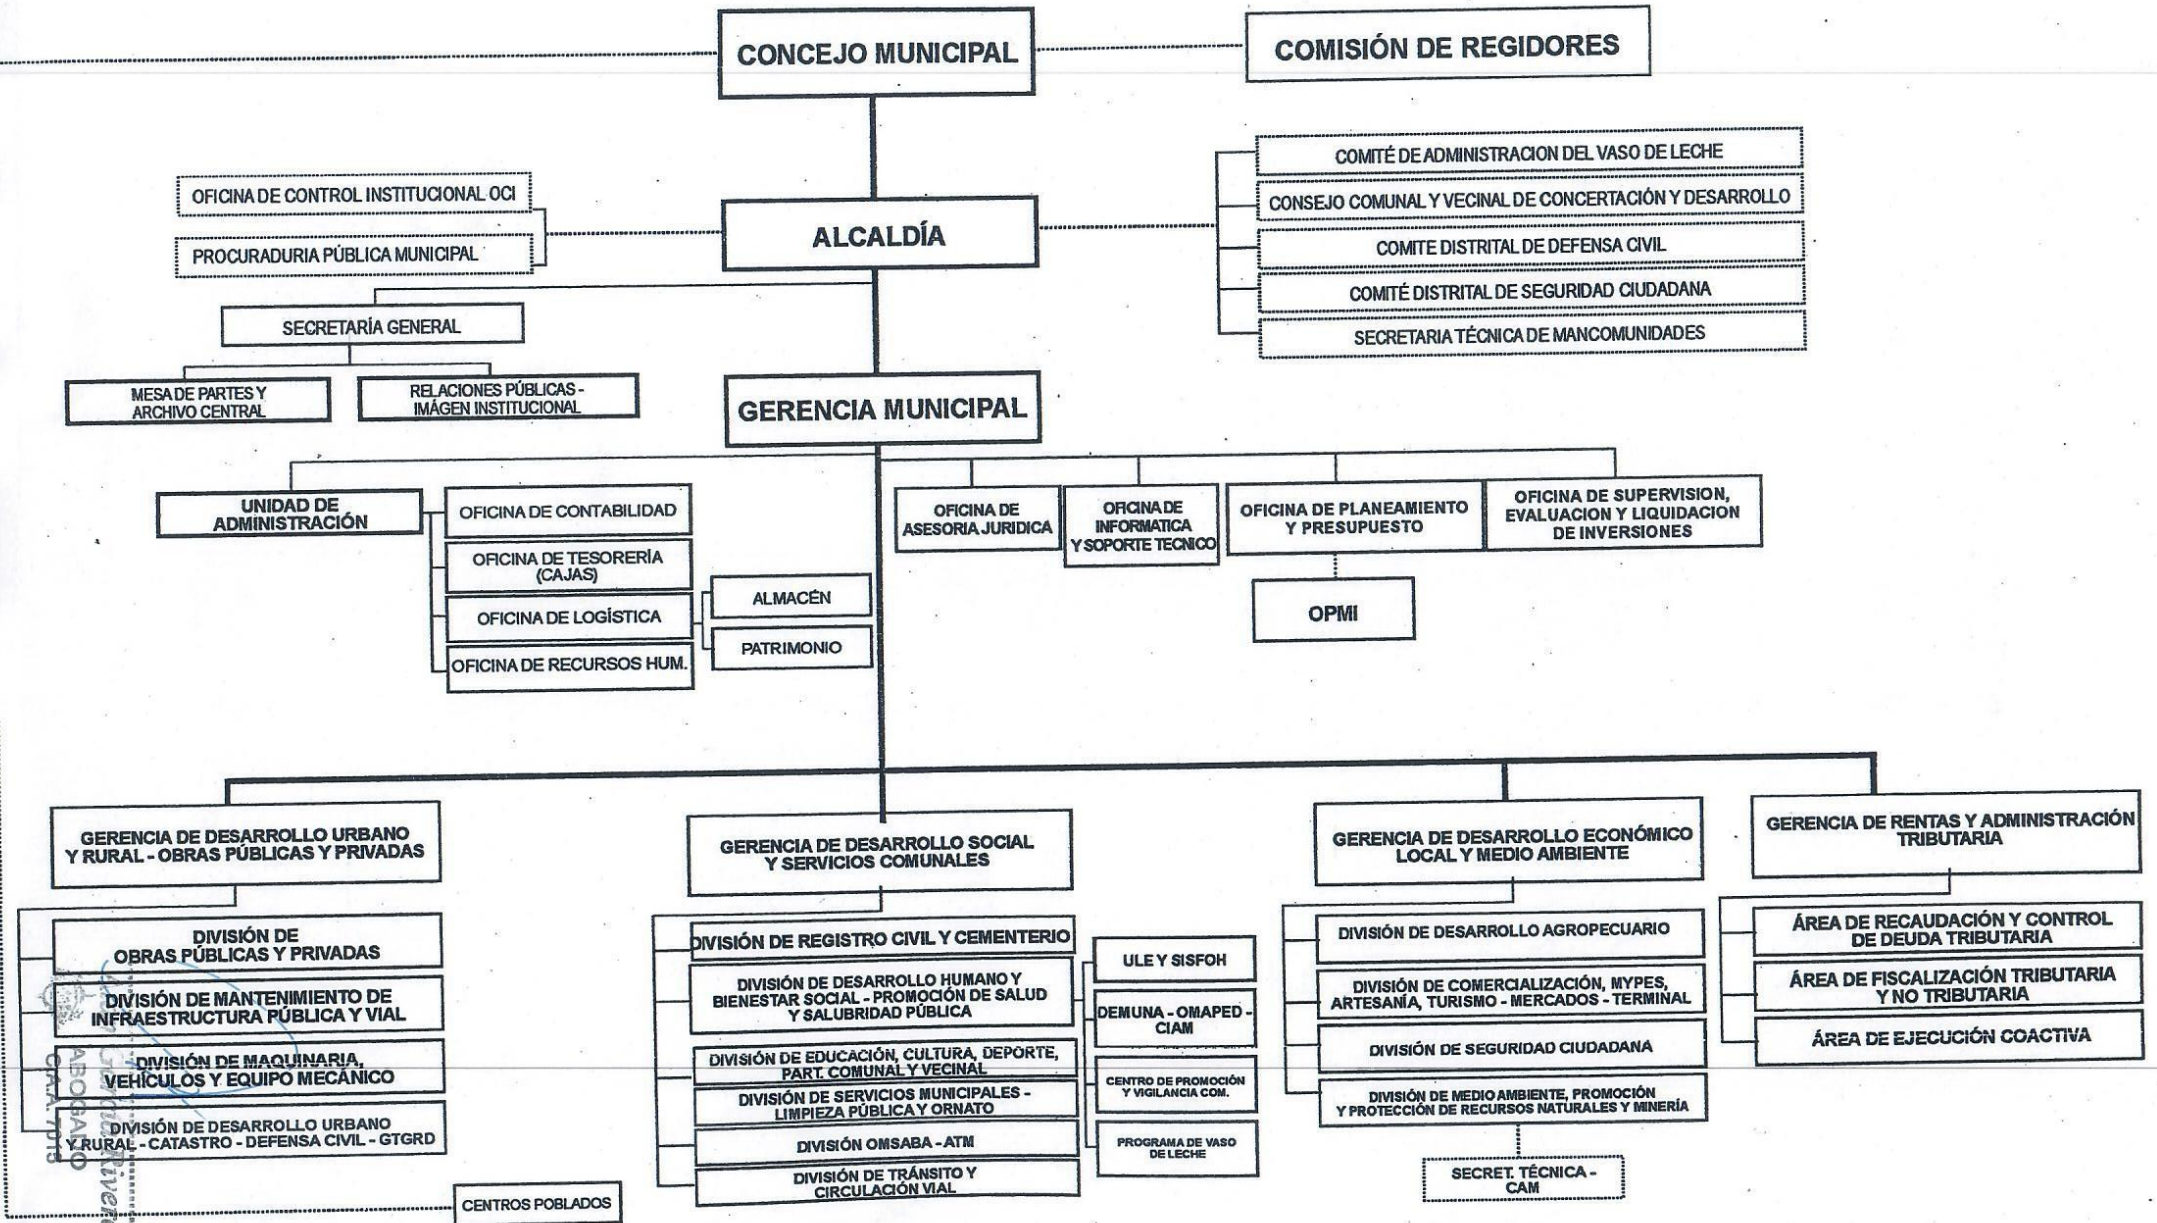 CONCEJO MUNICIPAL
COMISIÓN DE REGIDORES
COMITÉ DE ADMINISTRACION DEL VASO DE LECHE
CONSEJO COMUNAL Y VECINAL DE CONCERTACIÓN Y DESARROLLO
COMITE DISTRITAL DE DEFENSA CIVIL
COMITÉ DISTRITAL DE SEGURIDAD CIUDADANA
SECRETARIA TÉCNICA DE MANCOMUNIDADES
OFICINA DE CONTROL INSTITUCIONAL OCI
PROCURADURIA PÚBLICA MUNICIPAL
ALCALDÍA
SECRETARÍA GENERAL
MESA DE PARTES Y
ARCHIVO CENTRAL
RELACIONES PÚBLICAS -
IMÁGEN INSTITUCIONAL
GERENCIA MUNICIPAL
UNIDAD DE
ADMINISTRACIÓN
OFICINA DE CONTABILIDAD
OFICINA DE TESORERÍA
(CAJAS)
OFICINA DE LOGÍSTICA
OFICINA DE RECURSOS HUM.
ALMACÉN
PATRIMONIO
OFICINA DE
ASESORIA JURIDICA
OFICINA DE
INFORMATICA
Y SOPORTE TECNICO
OFICINA DE PLANEAMIENTO
Y PRESUPUESTO
OFICINA DE SUPERVISION,
EVALUACION Y LIQUIDACION
DE INVERSIONES
OPMI
GERENCIA DE DESARROLLO URBANO
Y RURAL - OBRAS PÚBLICAS Y PRIVADAS
DIVISIÓN DE
OBRAS PÚBLICAS Y PRIVADAS
DIVISIÓN DE MANTENIMIENTO DE
INFRAESTRUCTURA PÚBLICA Y VIAL
DIVISIÓN DE MAQUINARIA,
VEHÍCULOS Y EQUIPO MECÁNICO
DIVISIÓN DE DESARROLLO URBANO
Y RURAL - CATASTRO - DEFENSA CIVIL - GTGRD
CENTROS POBLADOS
GERENCIA DE DESARROLLO SOCIAL
Y SERVICIOS COMUNALES
DIVISIÓN DE REGISTRO CIVIL Y CEMENTERIO
DIVISIÓN DE DESARROLLO HUMANO Y
BIENESTAR SOCIAL - PROMOCIÓN DE SALUD
Y SALUBRIDAD PÚBLICA
DIVISIÓN DE EDUCACIÓN, CULTURA, DEPORTE,
PART. COMUNAL Y VECINAL
DIVISIÓN DE SERVICIOS MUNICIPALES -
LIMPIEZA PÚBLICA Y ORNATO
DIVISIÓN OMSABA - ATM
DIVISIÓN DE TRÁNSITO Y
CIRCULACIÓN VIAL
ULE Y SISFOH
DEMUNA - OMAPED -
CIAM
CENTRO DE PROMOCIÓN
Y VIGILANCIA COM.
PROGRAMA DE VASO
DE LECHE
GERENCIA DE DESARROLLO ECONÓMICO
LOCAL Y MEDIO AMBIENTE
DIVISIÓN DE DESARROLLO AGROPECUARIO
DIVISIÓN DE COMERCIALIZACIÓN, MYPES,
ARTESANÍA, TURISMO - MERCADOS - TERMINAL
DIVISIÓN DE SEGURIDAD CIUDADANA
DIVISIÓN DE MEDIO AMBIENTE, PROMOCIÓN
Y PROTECCIÓN DE RECURSOS NATURALES Y MINERÍA
SECRET. TÉCNICA -
CAM
GERENCIA DE RENTAS Y ADMINISTRACIÓN
TRIBUTARIA
ÁREA DE RECAUDACIÓN Y CONTROL
DE DEUDA TRIBUTARIA
ÁREA DE FISCALIZACIÓN TRIBUTARIA
Y NO TRIBUTARIA
ÁREA DE EJECUCIÓN COACTIVA
ABOGADO